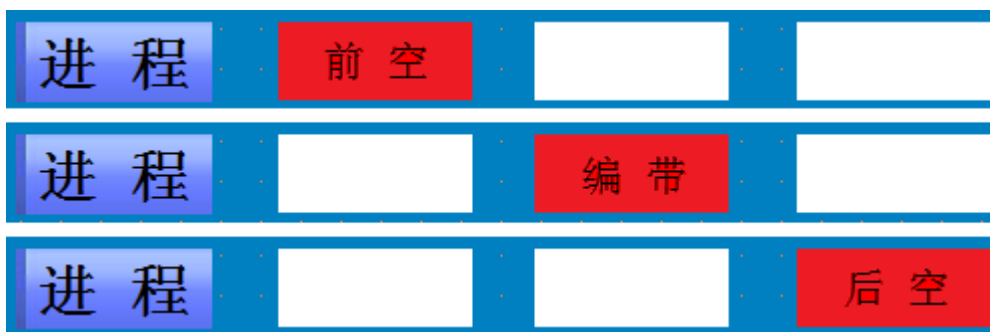 进 程 前 空
进 程 编 带
进 程 后 空